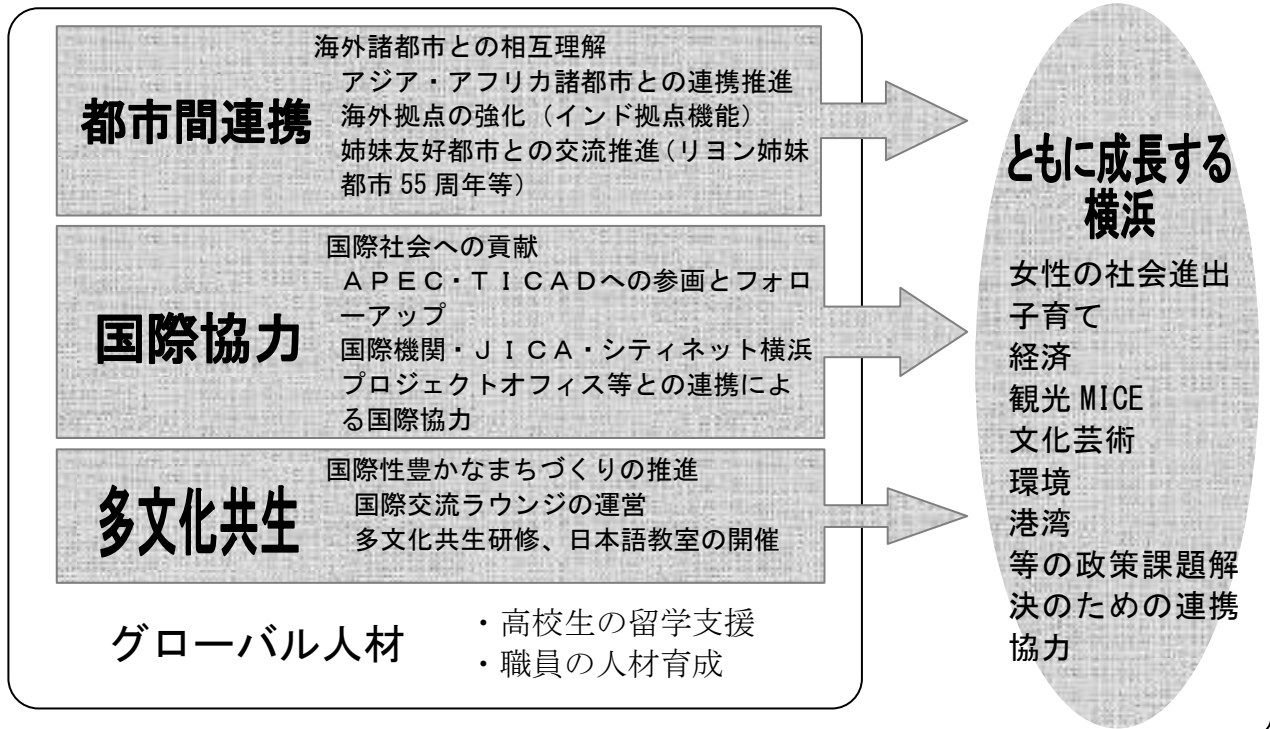 都市間連携
海外諸都市との相互理解
アジア・アフリカ諸都市との連携推進
海外拠点の強化（インド拠点機能）
姉妹友好都市との交流推進（リヨン姉妹
都市 55 周年等）
国際協力
国際社会への貢献
ＡＰＥＣ・ＴＩＣＡＤへの参画とフォロ
ーアップ
国際機関・ＪＩＣＡ・シティネット横浜
プロジェクトオフィス等との連携によ
る国際協力
多文化共生
国際性豊かなまちづくりの推進
国際交流ラウンジの運営
多文化共生研修、日本語教室の開催
グローバル人材
・高校生の留学支援
・職員の人材育成
ともに成長する
横浜
女性の社会進出
子育て
経済
観光 MICE
文化芸術
環境
港湾
等の政策課題解
決のための連携
協力